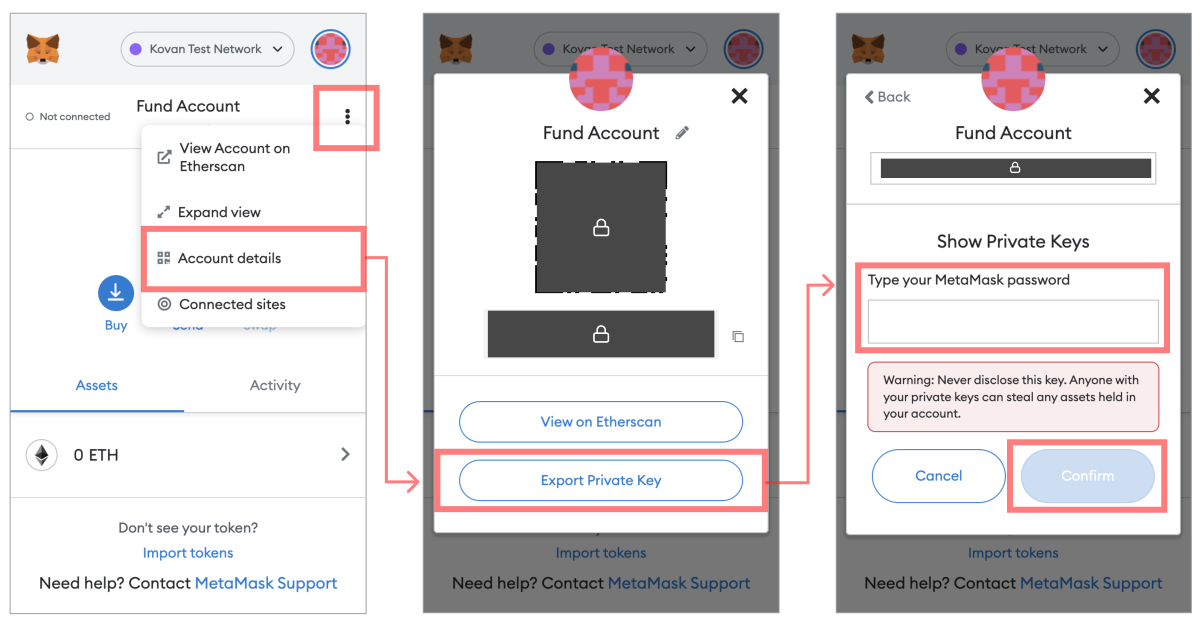 Kovan Test Network
Fund Account
Not connected
View Account on
Etherscan
Expand view
Account details
Connected sites
Buy
Send
Swap
Assets
Activity
0 ETH
Don't see your token?
Import tokens
Need help? Contact MetaMask Support
Kovan Test Network
Fund Account
View on Etherscan
Export Private Key
Import tokens
Need help? Contact MetaMask Support
Kovan Test Network
Back
Fund Account
Show Private Keys
Type your MetaMask password
Warning: Never disclose this key. Anyone with
your private keys can steal any assets held in
your account.
Cancel
Confirm
Import tokens
Need help? Contact MetaMask Support